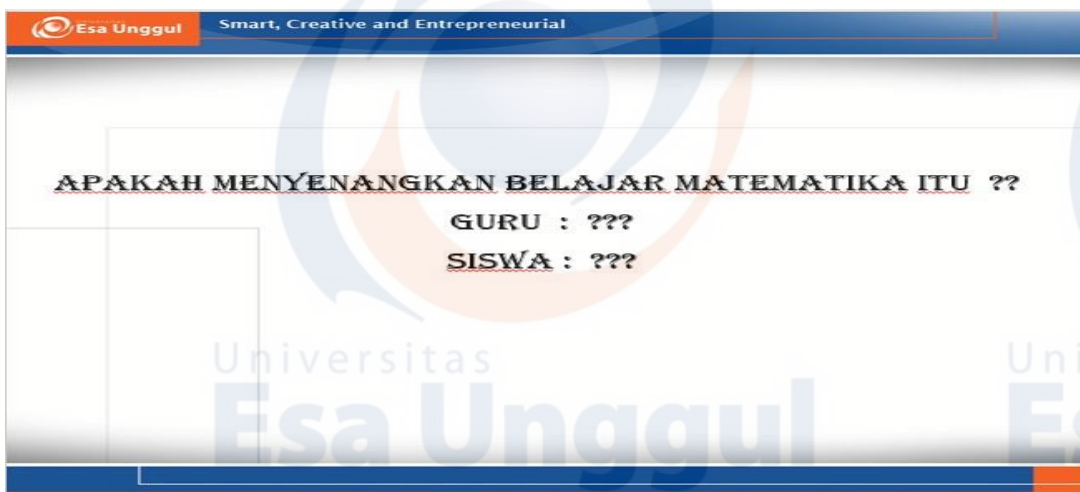 Esa Unggul
Smart, Creative and Entrepreneurial
APAKAH MENYENANGKAN BELAJAR MATEMATIKA ITU ??
GURU : ???
SISWA : ???
Universitas
Esa Unggul